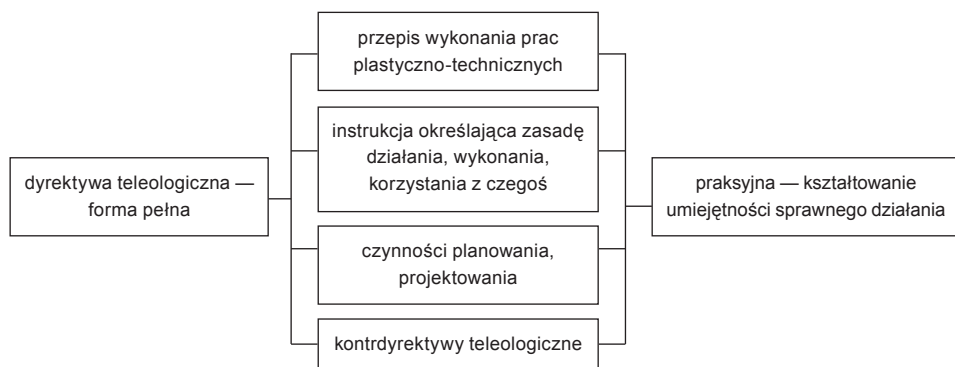 przepis wykonania prac
plastyczno-technicznych
instrukcja określająca zasadę
działania, wykonania,
korzystania z czegoś
dyrektywa teleologiczna —
forma pełna
praksyjna — kształtowanie
umiejętności sprawnego działania
czynności planowania,
projektowania
kontrdyrektywy teleologiczne